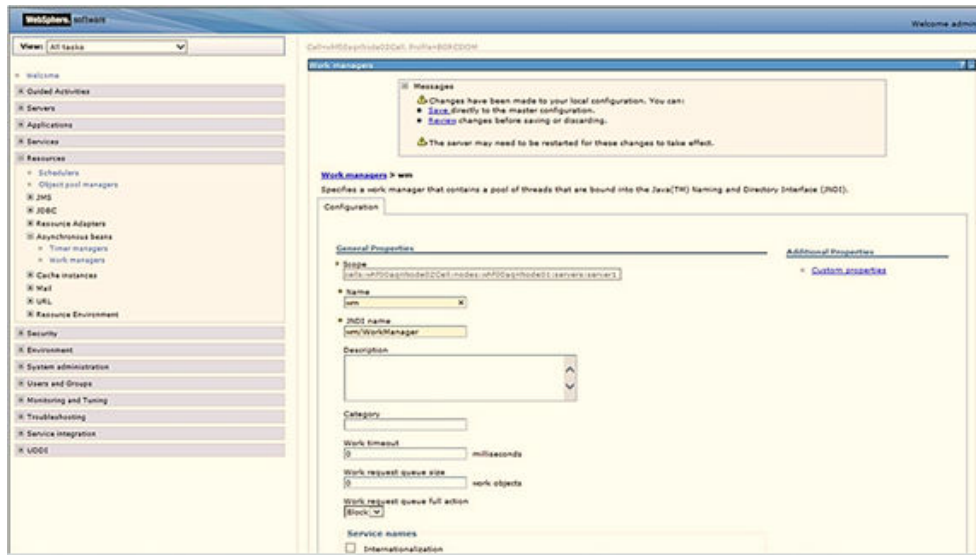 WebSphere. software
Welcome admin
View: All tasks
Welcome
Guided Activities
Servers
Applications
Services
Resources
Schedulers
Object pool managers
JMS
JDBC
Resource Adapters
Asynchronous beans
Timer managers
Work managers
Cache instances
Mail
URL
Resource Environment
Security
Environment
System administration
Users and Groups
Monitoring and Tuning
Troubleshooting
Service integration
UDDI
Work managers
Messages
Changes have been made to your local configuration. You can:
Save directly to the master configuration.
Review changes before saving or discarding.
The server may need to be restarted for these changes to take effect.
Work managers > wm
Specifies a work manager that contains a pool of threads that are bound into the Java(TM) Naming and Directory Interface (JNDI).
Configuration
General Properties
Additional Properties
Custom properties
* Scope
* Name
wm
* JNDI name
wm/WorkManager
Description
Category
Work timeout
0 milliseconds
Work request queue size
0 work objects
Work request queue full action
Block
Service names
Internationalization